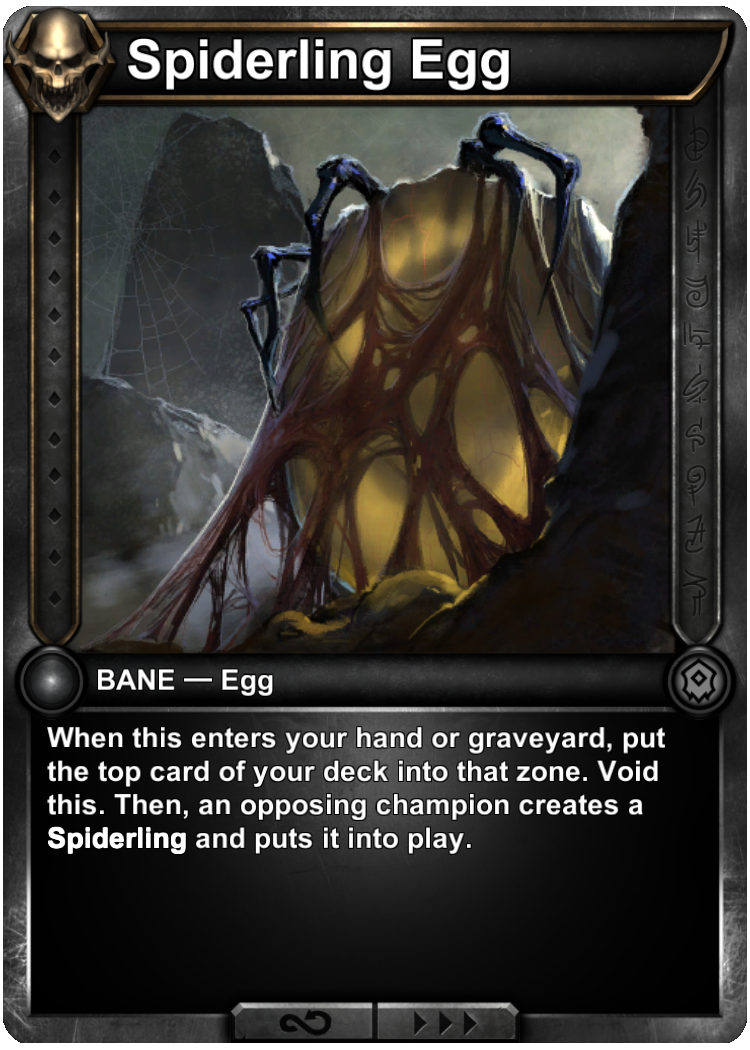 Spiderling Egg
BANE — Egg
When this enters your hand or graveyard, put
the top card of your deck into that zone. Void
this. Then, an opposing champion creates a
Spiderling and puts it into play.